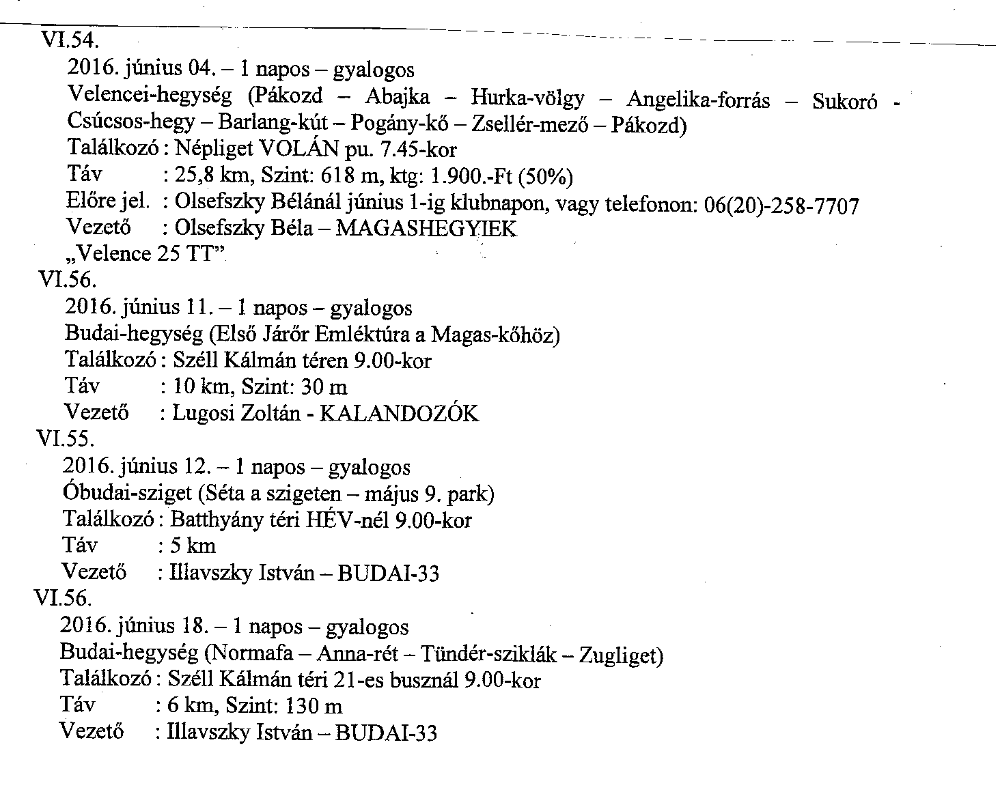 VI.54.
2016. június 04. – 1 napos – gyalogos
Velencei-hegység (Pákozd – Abajka – Hurka-völgy – Angelika-forrás – Sukoró -
Csúcsos-hegy – Barlang-kút – Pogány-kő – Zsellér-mező – Pákozd)
Találkozó : Népliget VOLÁN pu. 7.45-kor
Táv : 25,8 km, Szint: 618 m, ktg: 1.900.-Ft (50%)
Előre jel. : Olsefszky Bélánál június 1-ig klubnapon, vagy telefonon: 06(20)-258-7707
Vezető : Olsefszky Béla – MAGASHEGYIEK
„Velence 25 TT”
VI.56.
2016. június 11. – 1 napos – gyalogos
Budai-hegység (Első Járőr Emléktúra a Magas-kőhöz)
Találkozó : Széll Kálmán téren 9.00-kor
Táv : 10 km, Szint: 30 m
Vezető : Lugosi Zoltán - KALANDOZÓK
VI.55.
2016. június 12. – 1 napos – gyalogos
Óbudai-sziget (Séta a szigeten – május 9. park)
Találkozó : Batthyány téri HÉV-nél 9.00-kor
Táv : 5 km
Vezető : Illavszky István – BUDAI-33
VI.56.
2016. június 18. – 1 napos – gyalogos
Budai-hegység (Normafa – Anna-rét – Tündér-sziklák – Zugliget)
Találkozó : Széll Kálmán téri 21-es busznál 9.00-kor
Táv : 6 km, Szint: 130 m
Vezető : Illavszky István – BUDAI-33